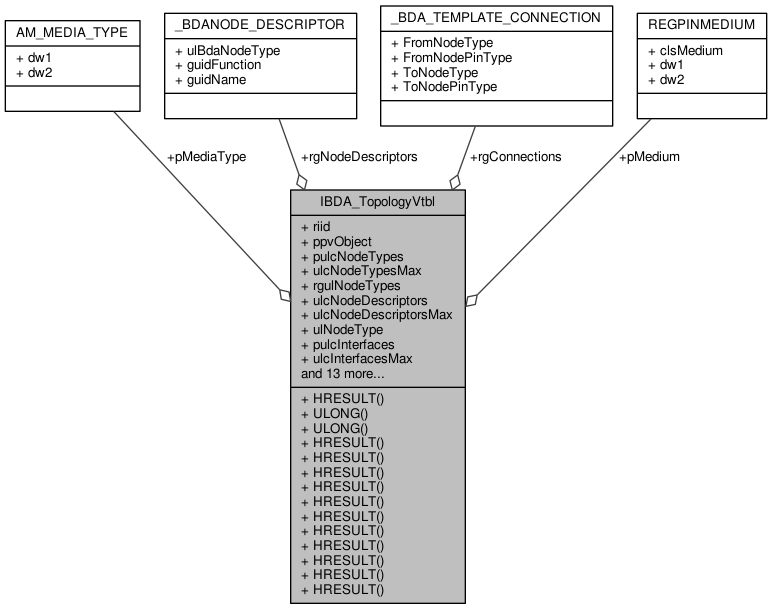 AM_MEDIA_TYPE
+ dw1
+ dw2
_BDANODE_DESCRIPTOR
+ ulBdaNodeType
+ guidFunction
+ guidName
_BDA_TEMPLATE_CONNECTION
+ FromNodeType
+ FromNodePinType
+ ToNodeType
+ ToNodePinType
REGPINMEDIUM
+ clsMedium
+ dw1
+ dw2
+pMediaType
+rgNodeDescriptors
+rgConnections
+pMedium
IBDA_TopologyVtbl
+ riid
+ ppvObject
+ pulcNodeTypes
+ ulcNodeTypesMax
+ rgulNodeTypes
+ ulcNodeDescriptors
+ ulcNodeDescriptorsMax
+ ulNodeType
+ pulcInterfaces
+ ulcInterfacesMax
and 13 more...
+ HRESULT()
+ ULONG()
+ ULONG()
+ HRESULT()
+ HRESULT()
+ HRESULT()
+ HRESULT()
+ HRESULT()
+ HRESULT()
+ HRESULT()
+ HRESULT()
+ HRESULT()
+ HRESULT()
+ HRESULT()